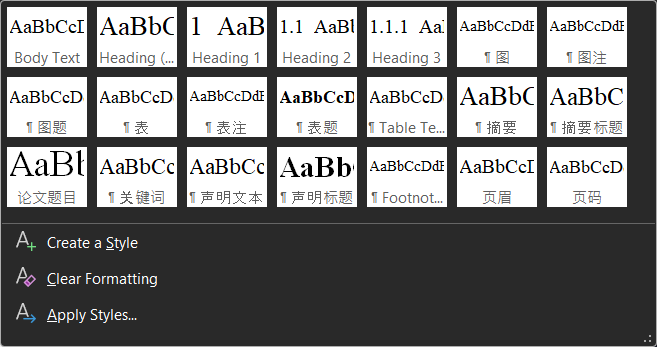 AaBbCcD AaBbC 1 AaB 1.1 AaBb 1.1.1 Aa AaBbCcDdE AaBbCcDdE
Body Text Heading (... Heading 1 Heading 2 Heading 3 ¶ 图 ¶ 图注
AaBbCcD AaBbCcD AaBbCcDdE AaBbCcD AaBbCcD AaBbC AaBbC
¶ 图题 ¶ 表 ¶ 表注 ¶ 表题 ¶ Table Te... ¶ 摘要 ¶ 摘要标题
AaBb AaBbCc AaBbCc AaBb AaBbCcDdE AaBbCcD AaBbCcD
论文题目 ¶ 关键词 ¶ 声明文本 ¶ 声明标题 ¶ Footnot... 页眉 页码
Create a Style
Clear Formatting
Apply Styles...